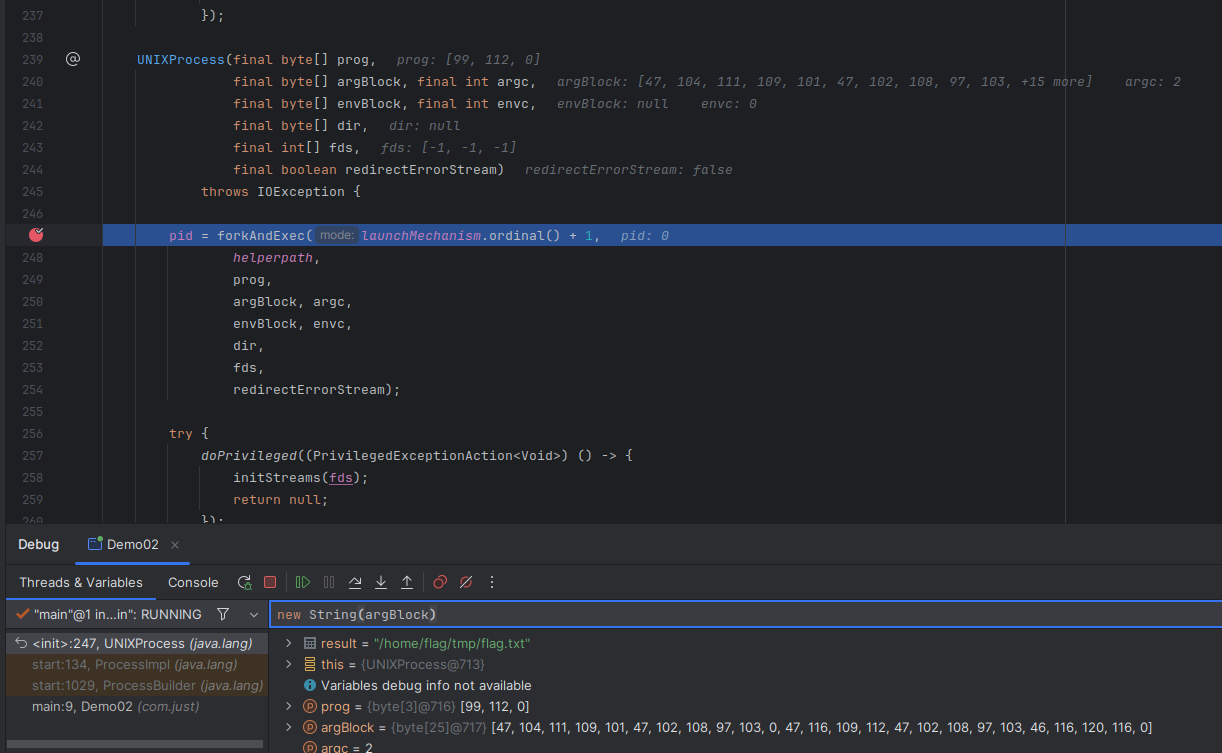 237 });
238
239 @ UNIXProcess(final byte[] prog, prog: [99, 112, 0]
240 final byte[] argBlock, final int argc, argBlock: [47, 104, 111, 109, 101, 47, 102, 108, 97, 103, +15 more] argc: 2
241 final byte[] envBlock, final int envc, envBlock: null envc: 0
242 final byte[] dir, dir: null
243 final int[] fds, fds: [-1, -1, -1]
244 final boolean redirectErrorStream) redirectErrorStream: false
245 throws IOException {
246
pid = forkAndExec( mode: launchMechanism.ordinal() + 1, pid: 0
248 helperpath,
249 prog,
250 argBlock, argc,
251 envBlock, envc,
252 dir,
253 fds,
254 redirectErrorStream);
255
256 try {
257 doPrivileged((PrivilegedExceptionAction<Void>) () -> {
258 initStreams(fds);
259 return null;
260 });
Debug Demo02 ×
Threads & Variables Console
"main"@1 in...in": RUNNING
new String(argBlock)
<init>:247, UNIXProcess (java.lang)
start:134, ProcessImpl (java.lang)
start:1029, ProcessBuilder (java.lang)
main:9, Demo02 (com.just)
result = "/home/flag/tmp/flag.txt"
this = {UNIXProcess@713}
Variables debug info not available
prog = {byte[3]@716} [99, 112, 0]
argBlock = {byte[25]@717} [47, 104, 111, 109, 101, 47, 102, 108, 97, 103, 0, 47, 116, 109, 112, 47, 102, 108, 97, 103, 46, 116, 120, 116, 0]
argc = 2